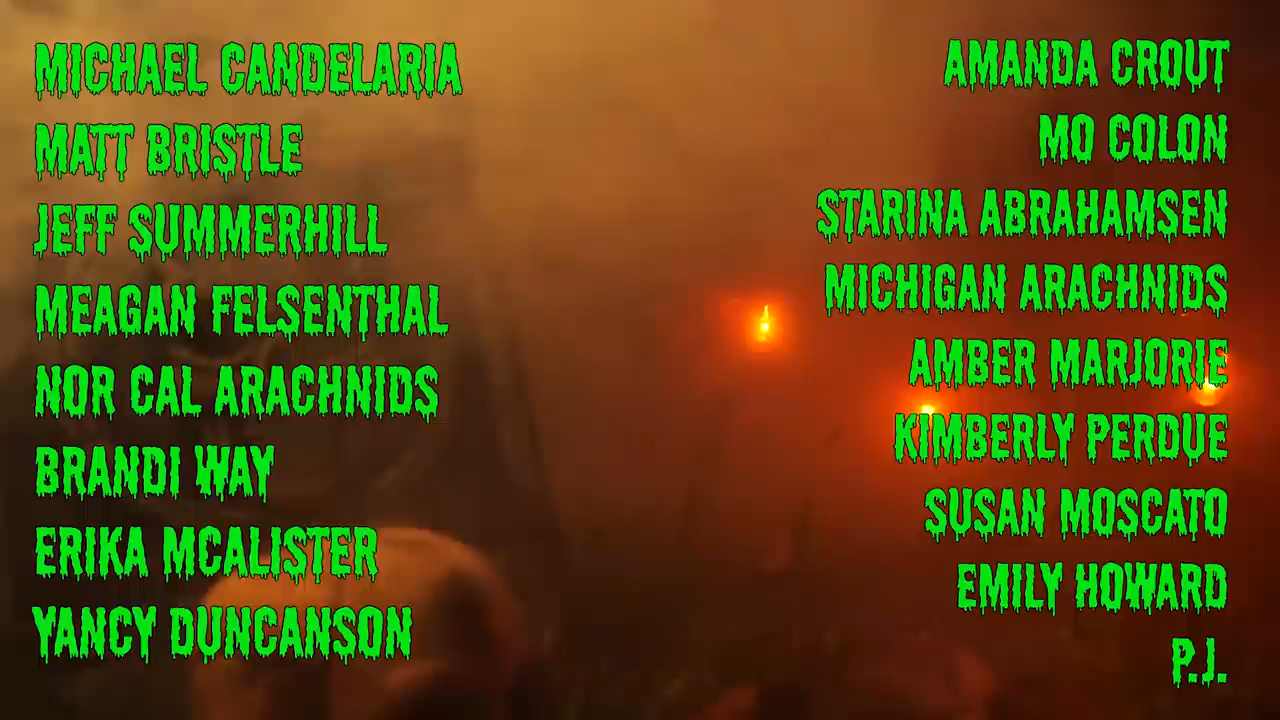 MICHAEL CANDELARIA
MATT BRISTLE
JEFF SUMMERHILL
MEAGAN FELSENTHAL
NOR CAL ARACHNIDS
BRANDI WAY
ERIKA MCALISTER
YANCY DUNCANSON
AMANDA CROUT
MO COLON
STARINA ABRAHAMSEN
MICHIGAN ARACHNIDS
AMBER MARJORIE
KIMBERLY PERDUE
SUSAN MOSCATO
EMILY HOWARD
P.J.